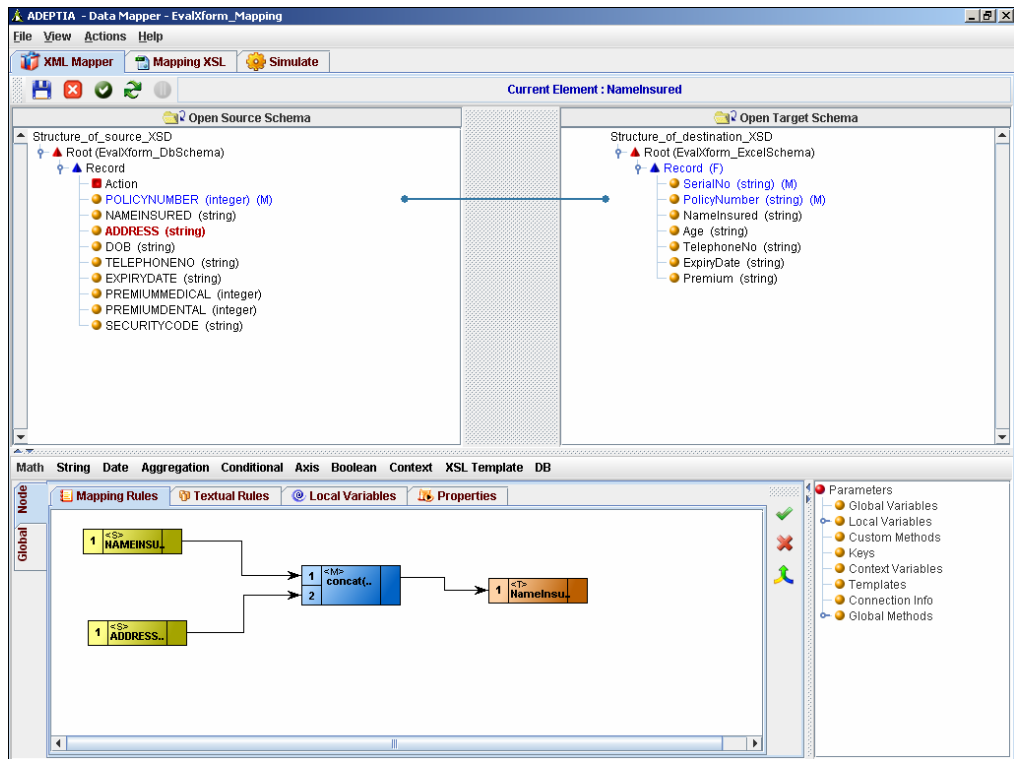 ADEPTIA - Data Mapper - EvalXform_Mapping
File View Actions Help
XML Mapper Mapping XSL Simulate
Current Element : NameInsured
Open Source Schema Open Target Schema
Structure_of_source_XSD
Root (EvalXform_DbSchema)
Record
Action
POLICYNUMBER (integer) (M)
NAMEINSURED (string)
ADDRESS (string)
DOB (string)
TELEPHONENO (string)
EXPIRYDATE (string)
PREMIUMMEDICAL (integer)
PREMIUMDENTAL (integer)
SECURITYCODE (string)
Structure_of_destination_XSD
Root (EvalXform_ExcelSchema)
Record (F)
SerialNo (string) (M)
PolicyNumber (string) (M)
NameInsured (string)
Age (string)
TelephoneNo (string)
ExpiryDate (string)
Premium (string)
Math String Date Aggregation Conditional Axis Boolean Context XSL Template DB
Node
Global
Mapping Rules Textual Rules Local Variables Properties
1 <S> NAMEINSU..
1 <S> ADDRESS..
1 <M> concat(..
2
1 <T> NameInsu..
Parameters
Global Variables
Local Variables
Custom Methods
Keys
Context Variables
Templates
Connection Info
Global Methods